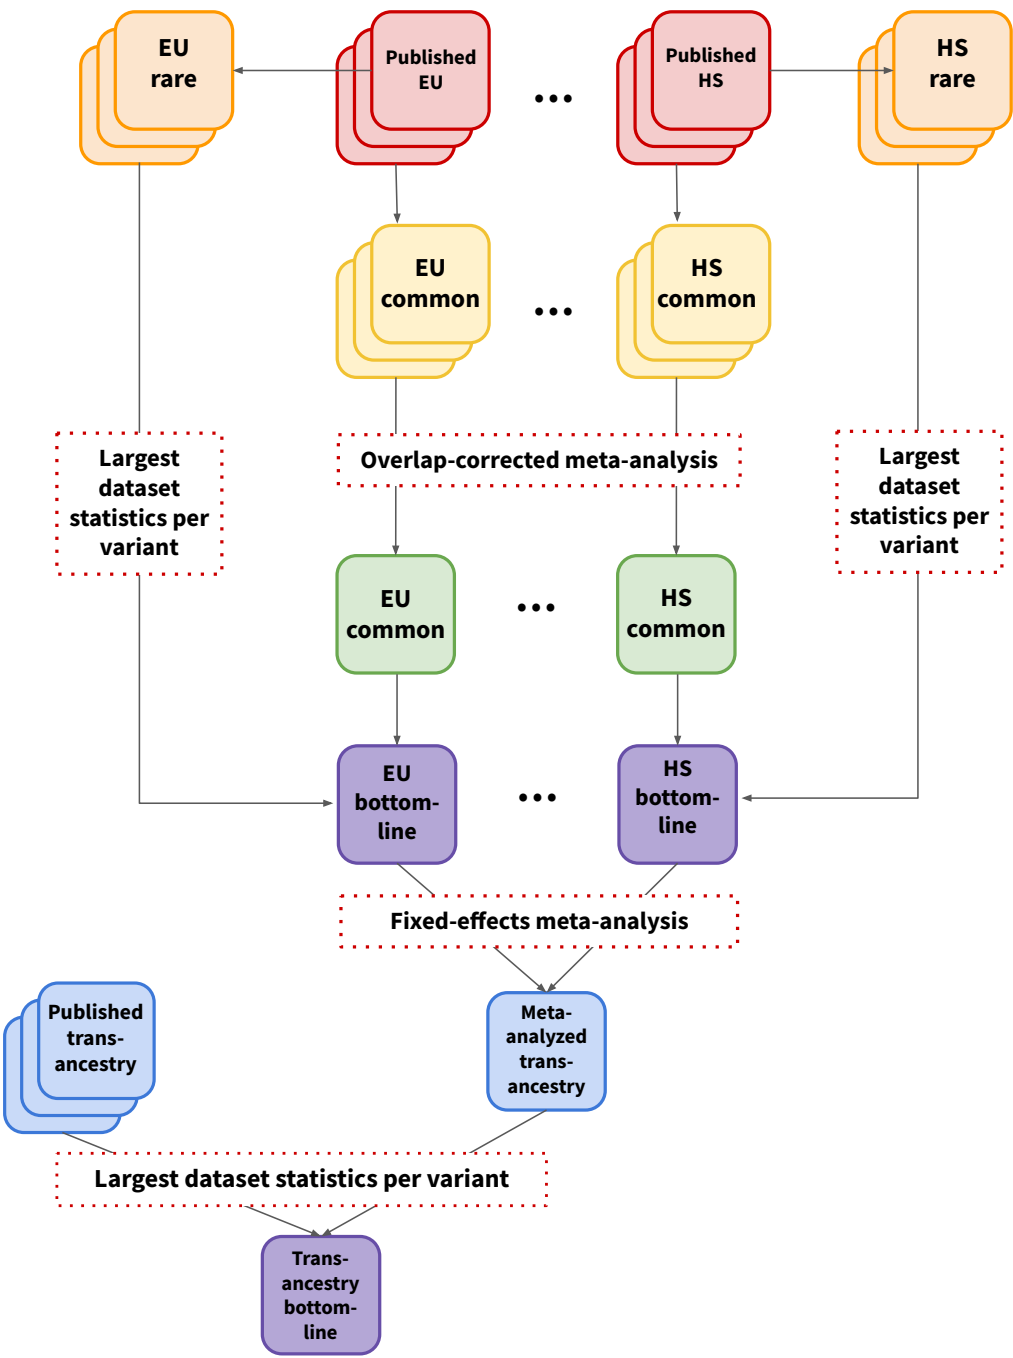 EU
rare
Published
EU
...
Published
HS
HS
rare
EU
common
...
HS
common
Largest
dataset
statistics per
variant
Overlap-corrected meta-analysis
Largest
dataset
statistics per
variant
EU
common
...
HS
common
EU
bottom-
line
...
HS
bottom-
line
Fixed-effects meta-analysis
Published
trans-
ancestry
Meta-
analyzed
trans-
ancestry
Largest dataset statistics per variant
Trans-
ancestry
bottom-
line